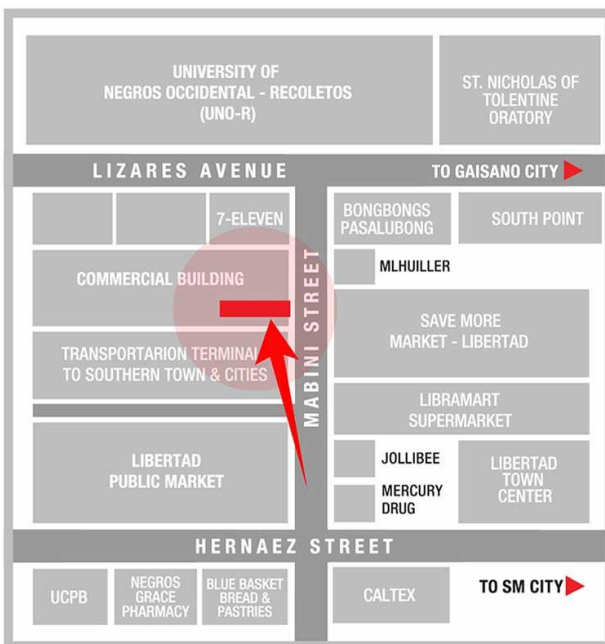 UNIVERSITY OF
NEGROS OCCIDENTAL - RECOLETOS
(UNO-R)
ST. NICHOLAS OF
TOLENTINE
ORATORY
LIZARES AVENUE
TO GAISANO CITY
7-ELEVEN
BONGBONGS
PASALUBONG
SOUTH POINT
COMMERCIAL BUILDING
MLHUILLER
MABINI STREET
SAVE MORE
MARKET - LIBERTAD
TRANSPORTARION TERMINAL
TO SOUTHERN TOWN & CITIES
LIBRAMART
SUPERMARKET
LIBERTAD
PUBLIC MARKET
JOLLIBEE
MERCURY
DRUG
LIBERTAD
TOWN
CENTER
HERNAEZ STREET
UCPB
NEGROS
GRACE
PHARMACY
BLUE BASKET
BREAD &
PASTRIES
CALTEX
TO SM CITY